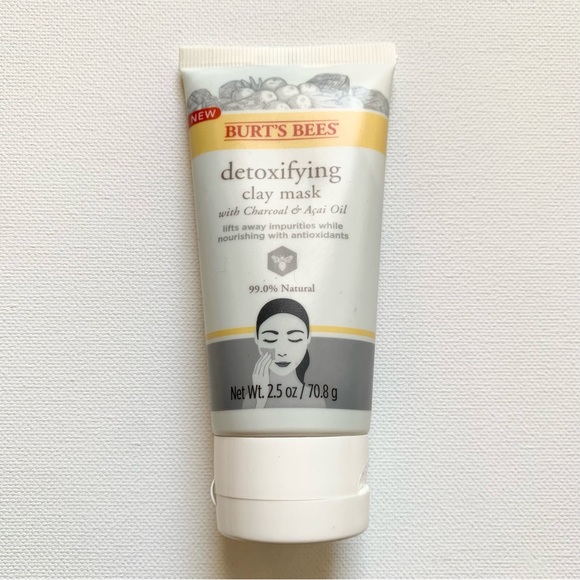 NEW
BURT'S BEES
detoxifying
clay mask
with Charcoal & Açai Oil
lifts away impurities while
nourishing with antioxidants
99.0% Natural
Net Wt. 2.5 oz / 70.8 g